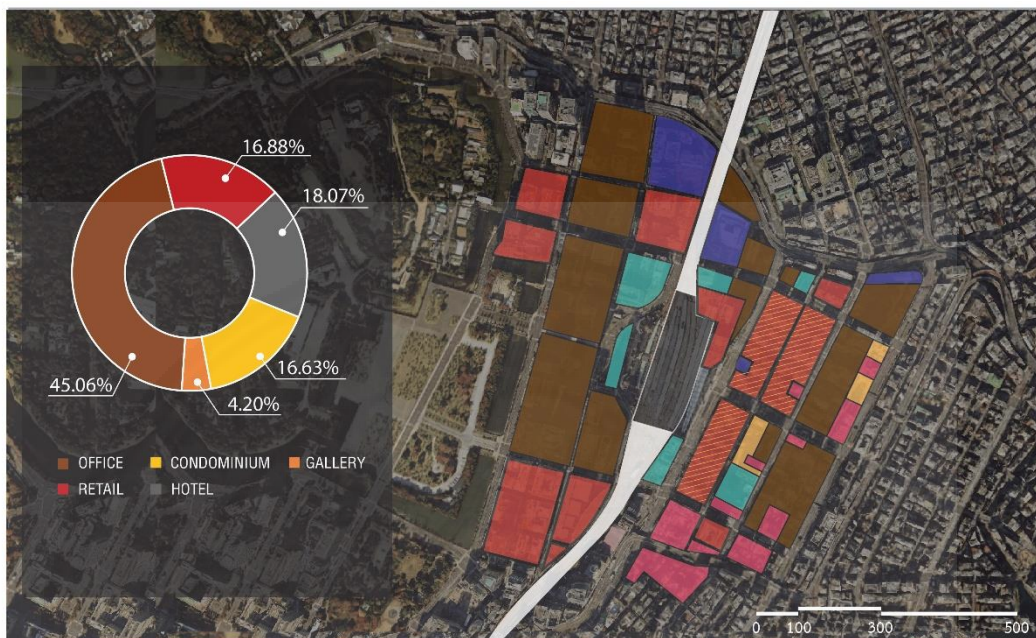 16.88%
18.07%
16.63%
4.20%
45.06%
OFFICE CONDOMINIUM GALLERY
RETAIL HOTEL
0 100 300 500